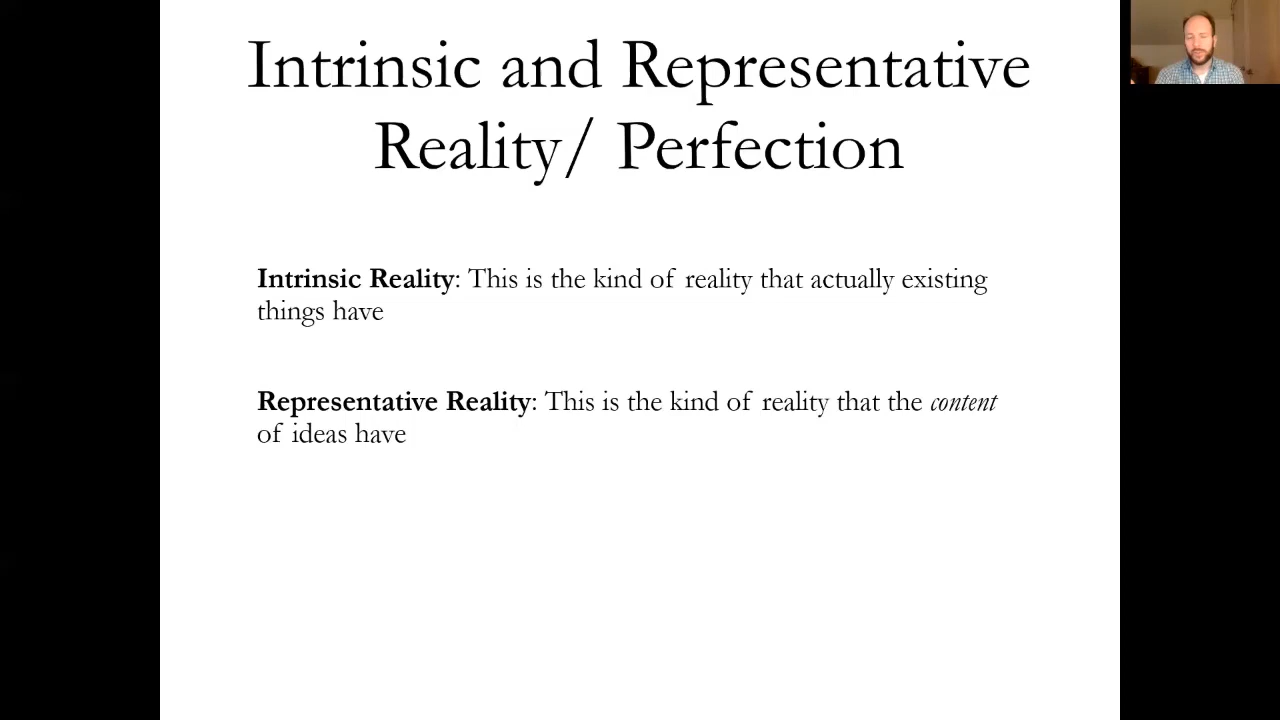 Intrinsic and Representative
Reality/ Perfection
Intrinsic Reality: This is the kind of reality that actually existing
things have
Representative Reality: This is the kind of reality that the content
of ideas have